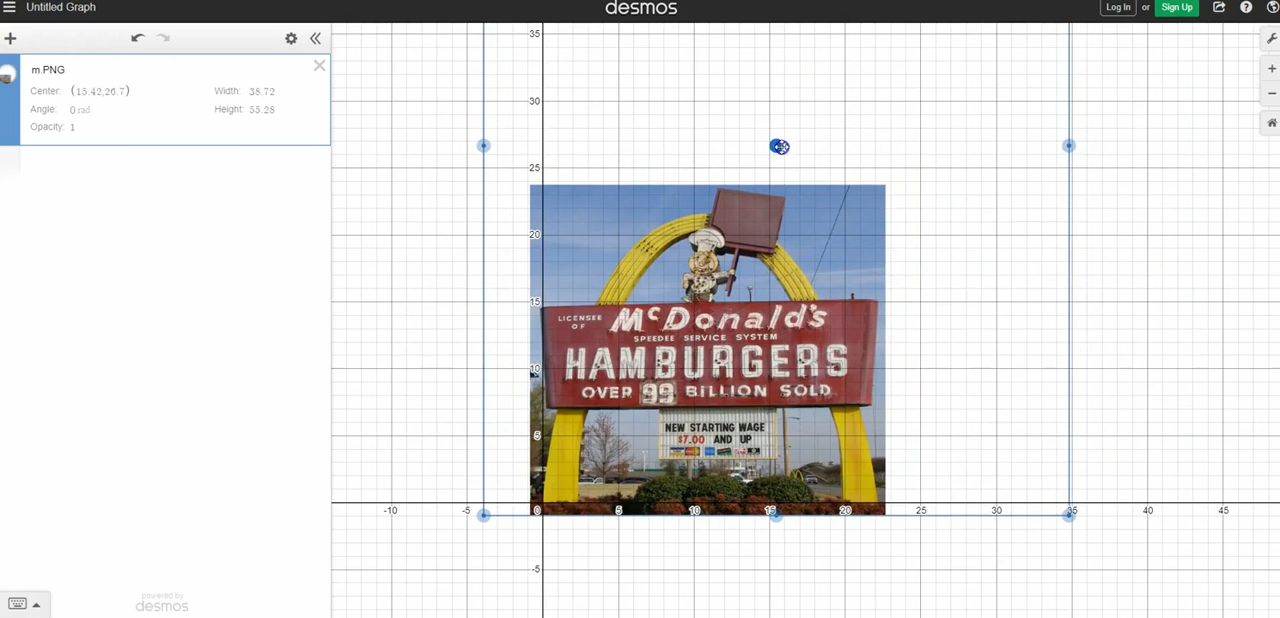 Untitled Graph
desmos
Log In or Sign Up
m.PNG
Center: (15.42,26.7) Width: 38.72
Angle: 0 rad Height: 55.28
Opacity: 1
35
30
25
20
15
10
5
-5
-10 -5 0 5 10 15 20 25 30 35 40 45
LICENSEE OF
McDonald's
SPEEDEE SERVICE SYSTEM
HAMBURGERS
OVER 99 BILLION SOLD
NEW STARTING WAGE
$7.00 AND UP
powered by
desmos